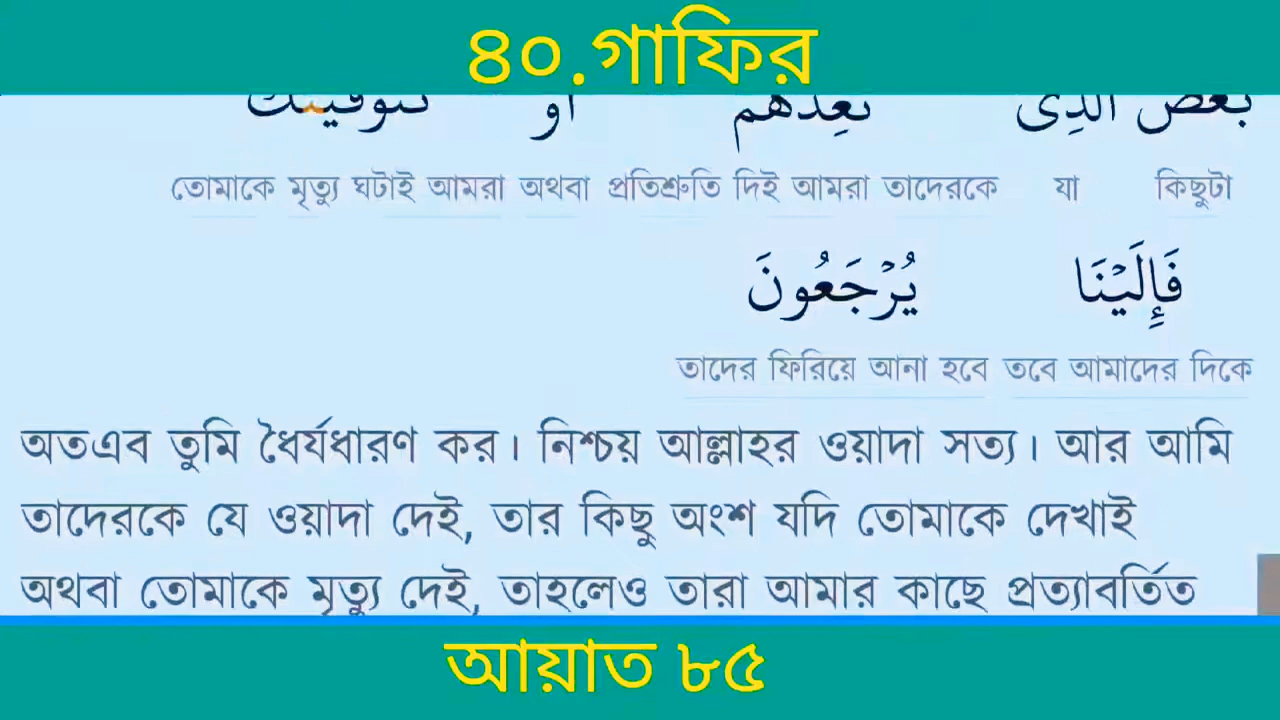 ৪০.গাফির
بَعْضَ الَّذِى نَعِدُهُمْ أَوْ نَتَوَفَّيَنَّكَ
তোমাকে মৃত্যু ঘটাই আমরা অথবা প্রতিশ্রুতি দিই আমরা তাদেরকে যা কিছুটা
فَإِلَيْنَا يُرْجَعُونَ
তাদের ফিরিয়ে আনা হবে তবে আমাদের দিকে
অতএব তুমি ধৈর্যধারণ কর। নিশ্চয় আল্লাহর ওয়াদা সত্য। আর আমি
তাদেরকে যে ওয়াদা দেই, তার কিছু অংশ যদি তোমাকে দেখাই
অথবা তোমাকে মৃত্যু দেই, তাহলেও তারা আমার কাছে প্রত্যাবর্তিত
আয়াত ৮৫